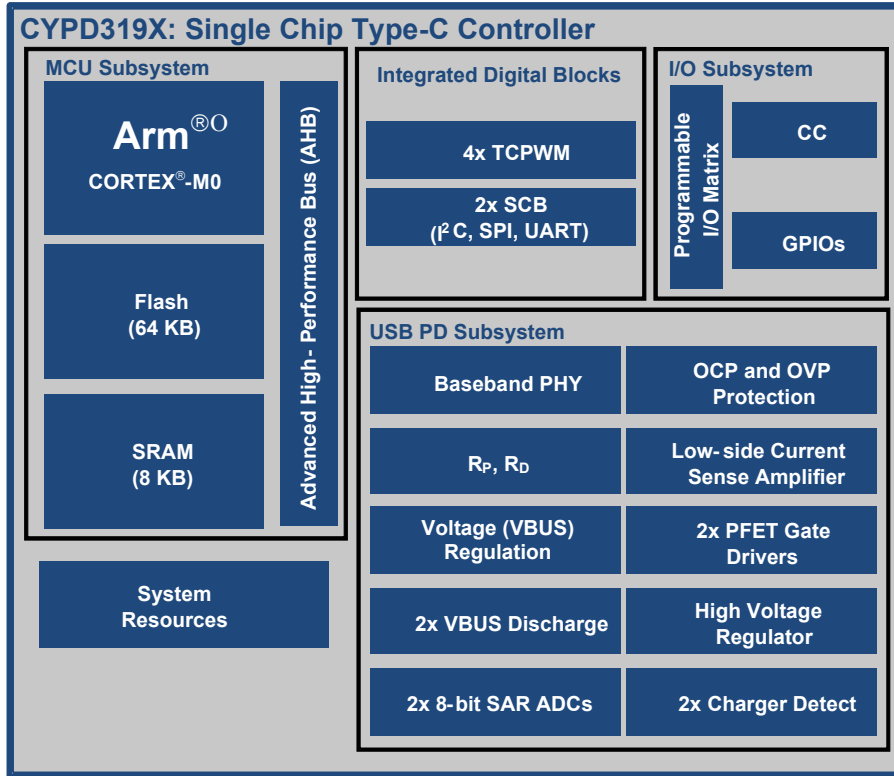 CYPD319X: Single Chip Type-C Controller
MCU Subsystem
Arm®O
CORTEX®-M0
Flash
(64 KB)
SRAM
(8 KB)
Advanced High- Performance Bus (AHB)
System
Resources
Integrated Digital Blocks
4x TCPWM
2x SCB
(I²C, SPI, UART)
I/O Subsystem
Programmable
I/O Matrix
CC
GPIOs
USB PD Subsystem
Baseband PHY
OCP and OVP
Protection
RP, RD
Low-side Current
Sense Amplifier
Voltage (VBUS)
Regulation
2x PFET Gate
Drivers
2x VBUS Discharge
High Voltage
Regulator
2x 8-bit SAR ADCs
2x Charger Detect